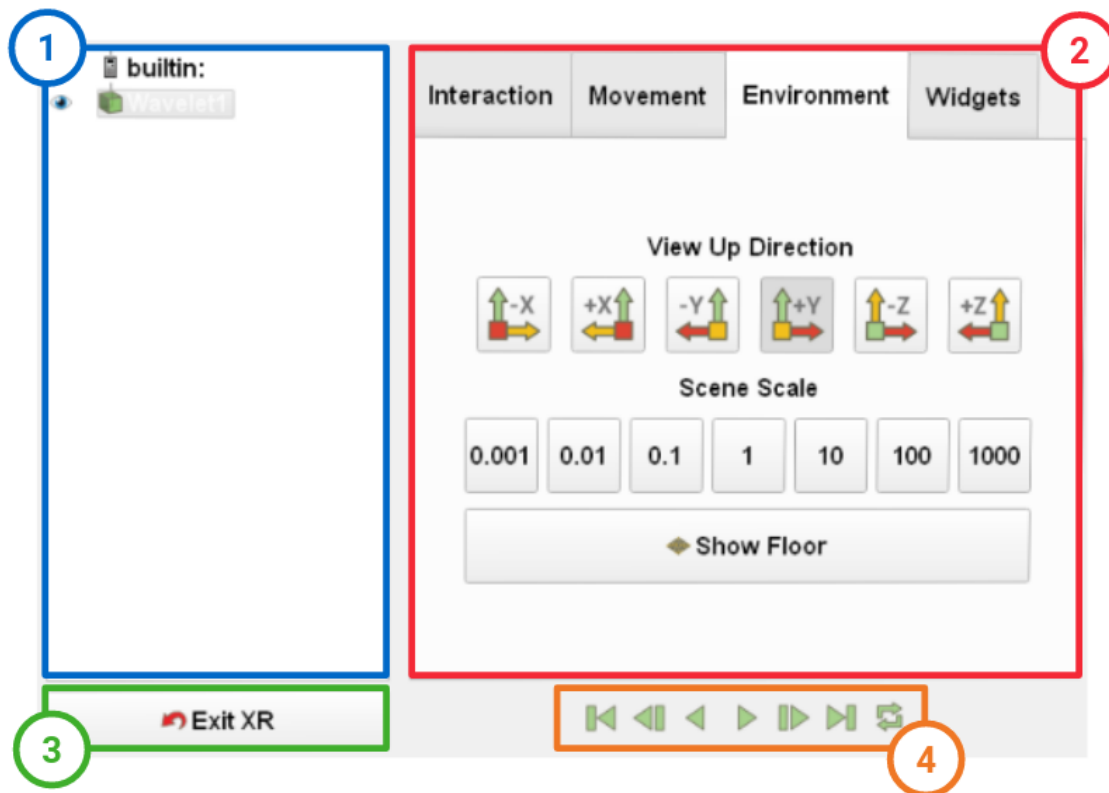 1
builtin:
Wavelet1
2
Interaction Movement Environment Widgets
View Up Direction
-X +X -Y +Y -Z +Z
Scene Scale
0.001 0.01 0.1 1 10 100 1000
Show Floor
3
Exit XR
4